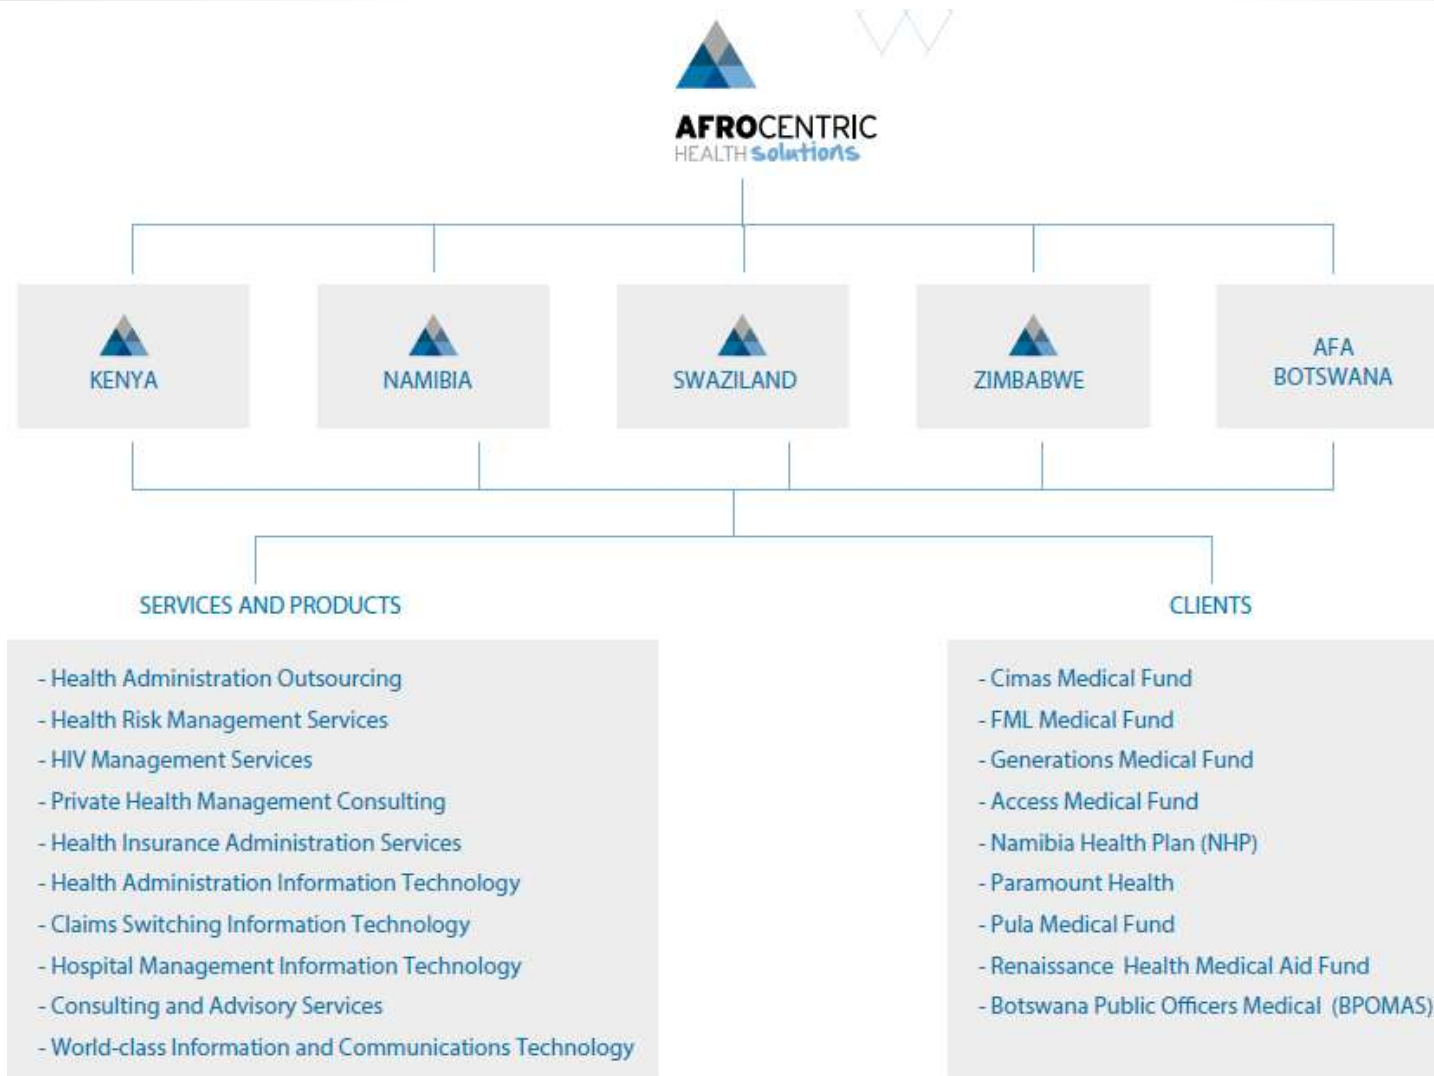 AFROCENTRIC
HEALTH solutions
KENYA
NAMIBIA
SWAZILAND
ZIMBABWE
AFA
BOTSWANA
SERVICES AND PRODUCTS
- Health Administration Outsourcing
- Health Risk Management Services
- HIV Management Services
- Private Health Management Consulting
- Health Insurance Administration Services
- Health Administration Information Technology
- Claims Switching Information Technology
- Hospital Management Information Technology
- Consulting and Advisory Services
- World-class Information and Communications Technology
CLIENTS
- Cimas Medical Fund
- FML Medical Fund
- Generations Medical Fund
- Access Medical Fund
- Namibia Health Plan (NHP)
- Paramount Health
- Pula Medical Fund
- Renaissance Health Medical Aid Fund
- Botswana Public Officers Medical (BPOMAS)